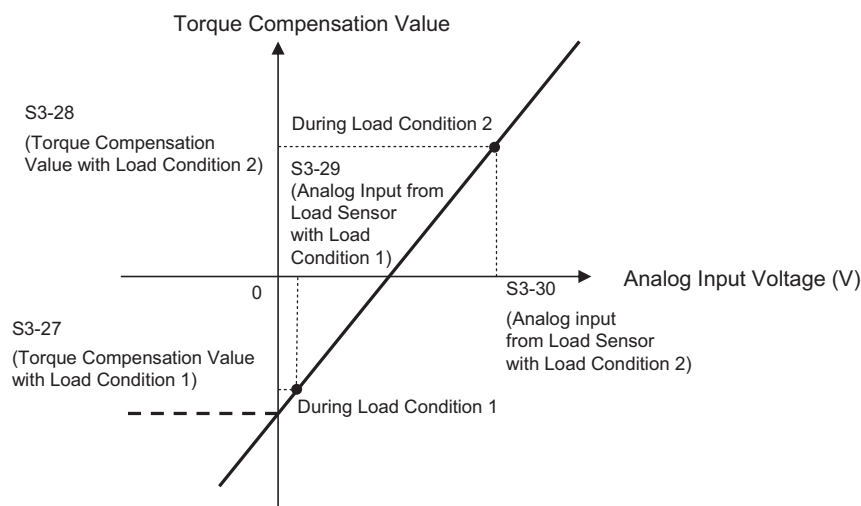 Torque Compensation Value
S3-28
(Torque Compensation
Value with Load Condition 2)
During Load Condition 2
S3-29
(Analog Input from
Load Sensor
with Load
Condition 1)
0
Analog Input Voltage (V)
S3-30
(Analog input
from Load Sensor
with Load Condition 2)
S3-27
(Torque Compensation Value
with Load Condition 1)
During Load Condition 1